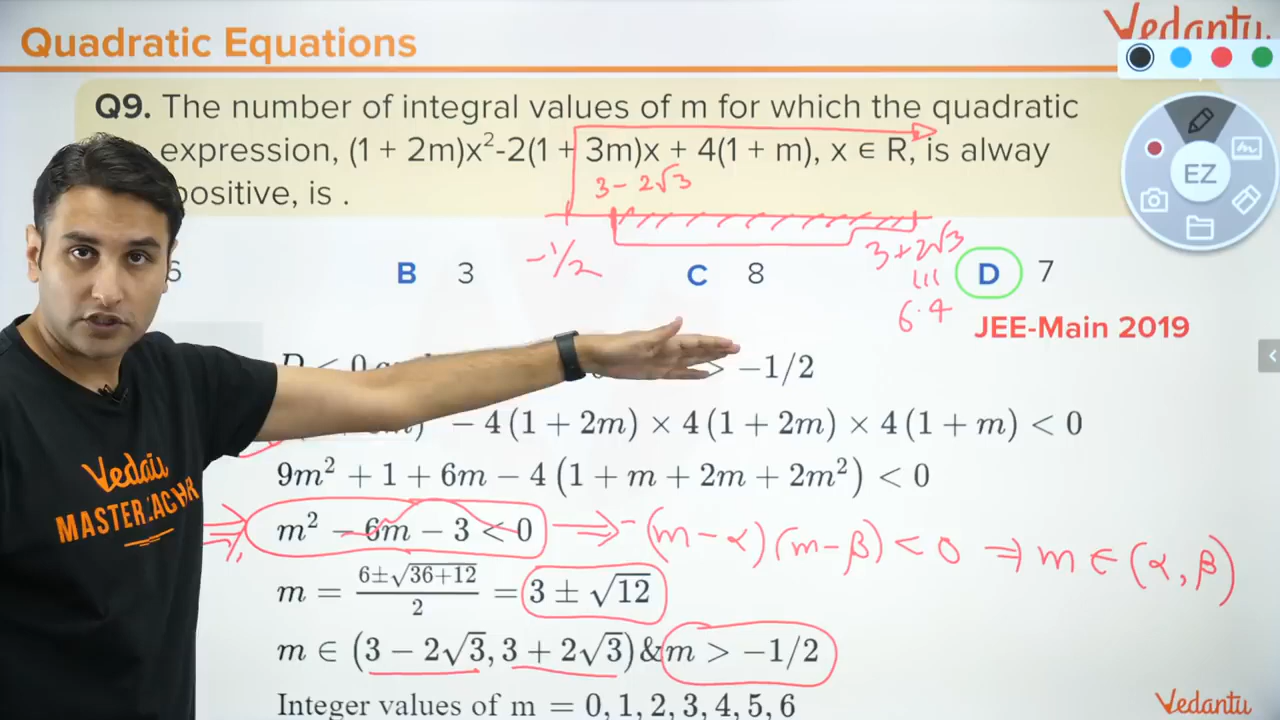 Quadratic Equations
Vedantu
Q9. The number of integral values of m for which the quadratic
expression, (1 + 2m)x²-2(1 + 3m)x + 4(1 + m), x ∈ R, is alway
positive, is .
3 - 2√3
-1/2
3 + 2√3
6.4
6
B 3
C 8
D 7
EZ
JEE-Main 2019
> −1/2
− 4 (1 + 2m) × 4 (1 + 2m) × 4 (1 + m) < 0
9m² + 1 + 6m − 4 (1 + m + 2m + 2m²) < 0
m² − 6m − 3 < 0 ⇒ (m − α)(m − β) < 0 ⇒ m ∈ (α, β)
m = 6±√36+12 / 2 = 3 ± √12
m ∈ (3 − 2√3, 3 + 2√3) & m > −1/2
Integer values of m = 0, 1, 2, 3, 4, 5, 6
Vedantu
MASTER TEACHER
Vedantu